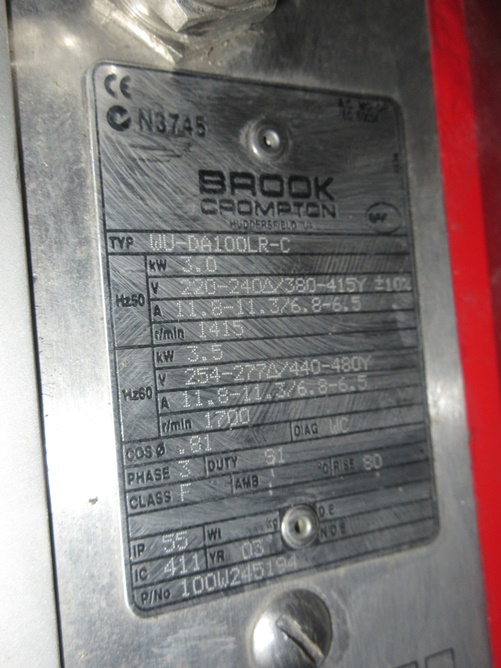 CE
N3745
BROOK
CROMPTON
HUDDERSFIELD U.K.
TYP WU-DA100LR-C
Hz50
kW 3.0
V 220-240Δ/380-415Y ±10%
A 11.8-11.3/6.8-6.5
r/min 1415
Hz60
kW 3.5
V 254-277Δ/440-480Y
A 11.8-11.3/6.8-6.5
r/min 1700
COS Ø .81 DIAG WC
PHASE 3 DUTY S1
CLASS F AMB °C RISE 80
IP 55 Wt kg D E
IC 411 YR 03 N D E
P/No 100W245194